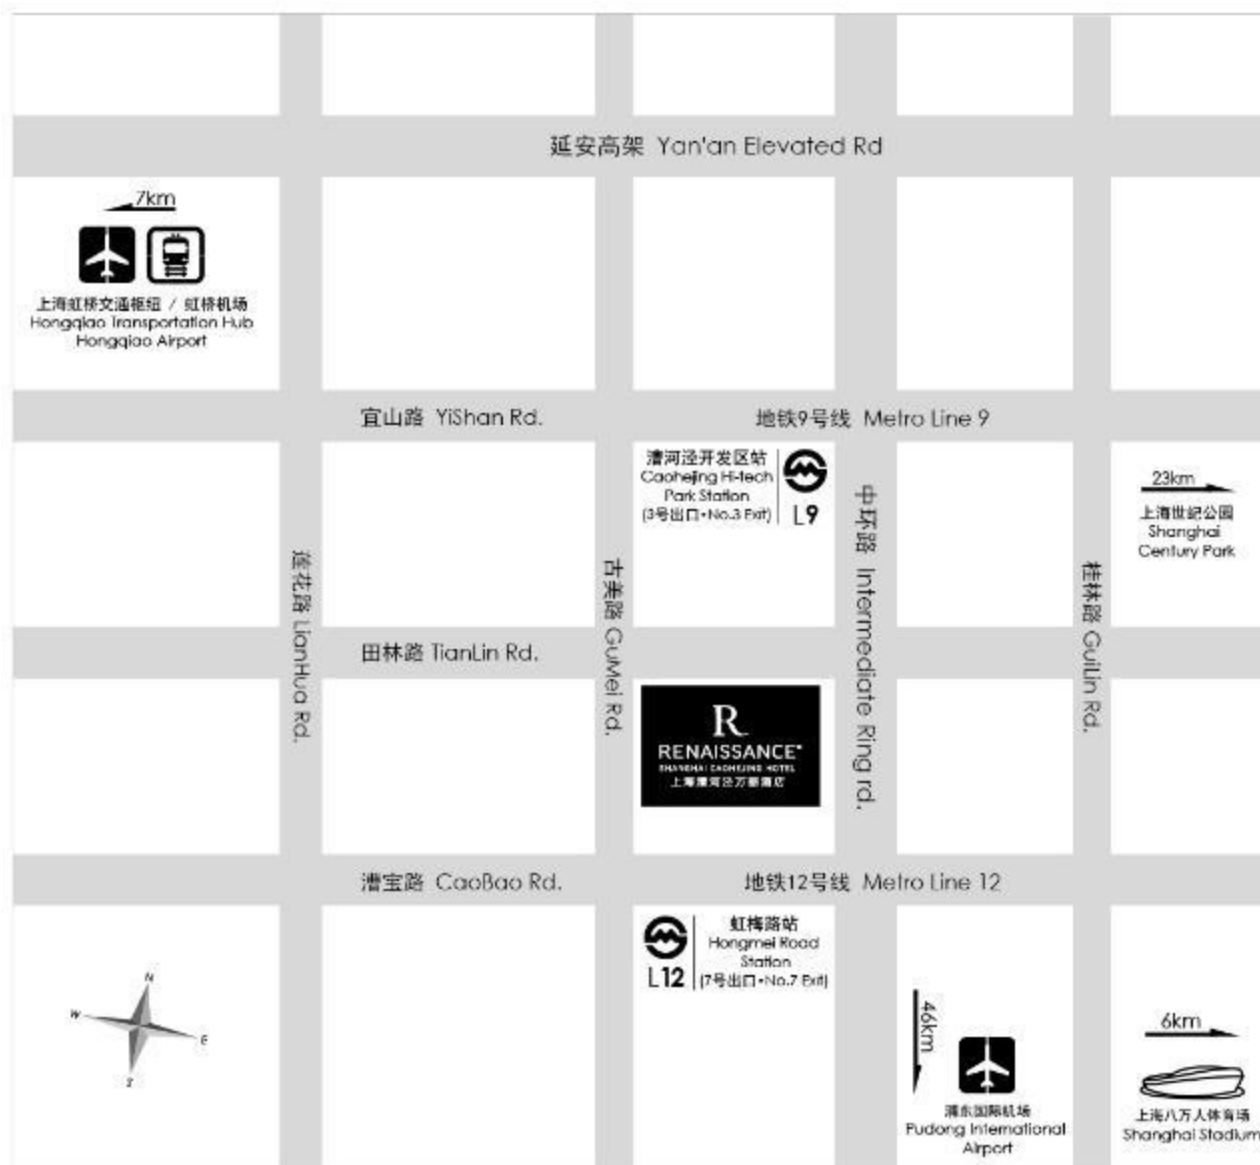 延安高架 Yan'an Elevated Rd
7km
上海虹桥交通枢纽 / 虹桥机场
Hongqiao Transportation Hub
Hongqiao Airport
宜山路 YiShan Rd.
地铁9号线 Metro Line 9
漕河泾开发区站
Caohejing Hi-tech
Park Station
(3号出口•No.3 Exit)
L9
23km
上海世纪公园
Shanghai
Century Park
莲花路 LianHua Rd.
古美路 GuMei Rd.
中环路 Intermediate Ring rd.
桂林路 GuiLin Rd.
田林路 TianLin Rd.
R
RENAISSANCE®
SHANGHAI CAOHEJING HOTEL
上海漕河泾万丽酒店
漕宝路 CaoBao Rd.
地铁12号线 Metro Line 12
L12
虹梅路站
Hongmei Road
Station
(7号出口•No.7 Exit)
N
W
E
S
46km
浦东国际机场
Pudong International
Airport
6km
上海八万人体育场
Shanghai Stadium